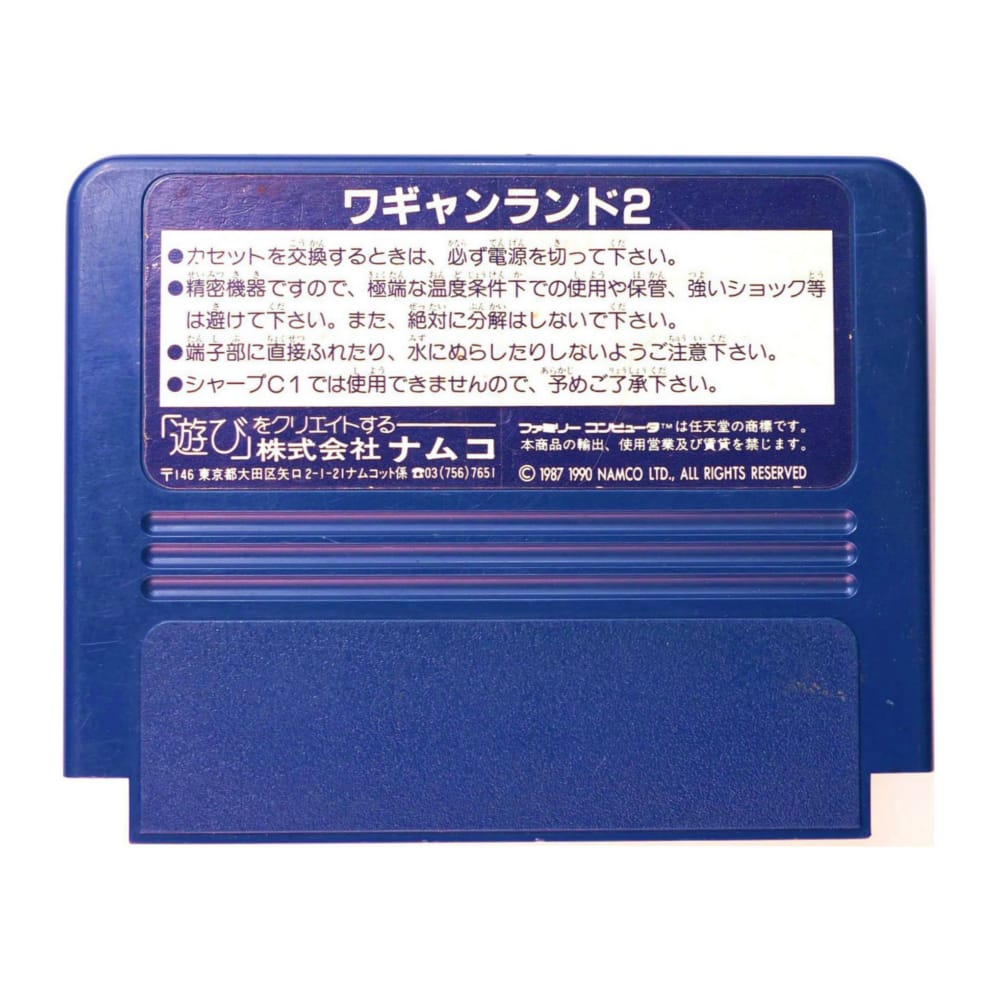 ワギャンランド2
●カセットを交換するときは、必ず電源を切って下さい。
●精密機器ですので、極端な温度条件下での使用や保管、強いショック等
は避けて下さい。また、絶対に分解はしないで下さい。
●端子部に直接ふれたり、水にぬらしたりしないようご注意下さい。
●シャープC1では使用できませんので、予めご了承下さい。
「遊び」をクリエイトする
株式会社 ナムコ
〒146 東京都大田区矢口2-1-21ナムコット係 ☎03(756)7651
ファミリー コンピュータ™は任天堂の商標です。
本商品の輸出、使用営業及び賃貸を禁じます。
© 1987 1990 NAMCO LTD., ALL RIGHTS RESERVED